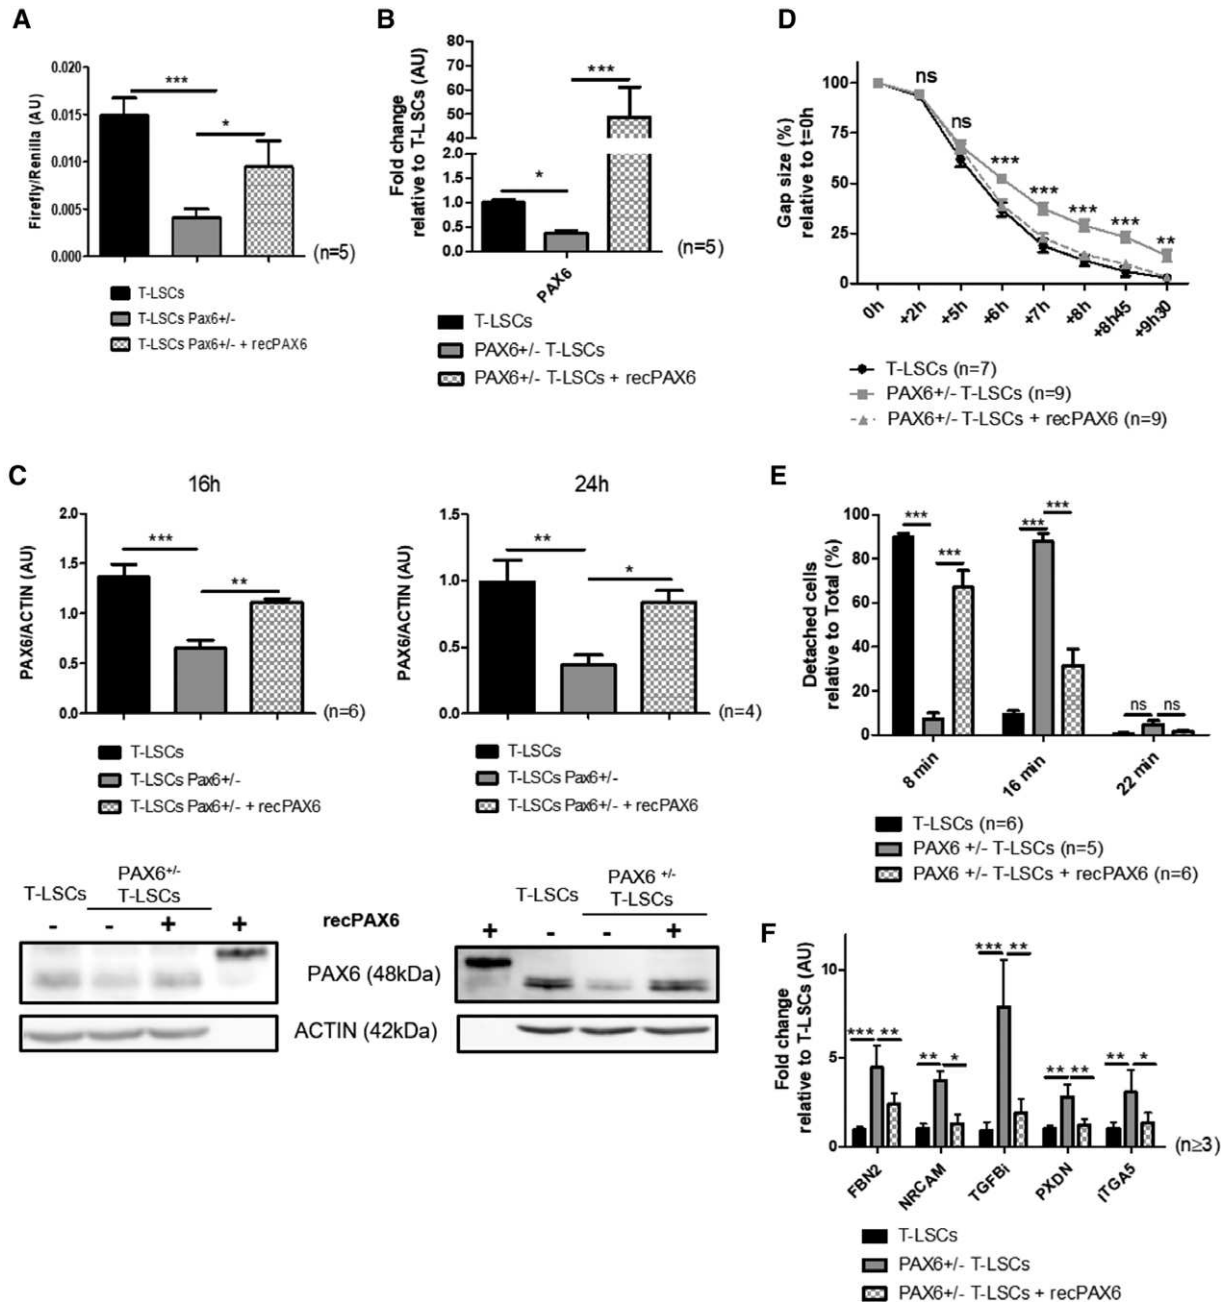 A
Firefly/Renilla (AU)
0.020
0.015
0.010
0.005
0.000
***
*
(n=5)
T-LSCs
T-LSCs Pax6+/-
T-LSCs Pax6+/- + recPAX6
B
Fold change
relative to T-LSCs (AU)
80
70
60
50
40
2.0
1.5
1.0
0.5
0.0
*
***
(n=5)
PAX6
T-LSCs
PAX6+/- T-LSCs
PAX6+/- T-LSCs + recPAX6
D
Gap size (%)
relative to t=0h
100
75
50
25
0
ns
ns
***
***
***
***
**
0h
+2h
+5h
+6h
+7h
+8h
+8h45
+9h30
T-LSCs (n=7)
PAX6+/- T-LSCs (n=9)
PAX6+/- T-LSCs + recPAX6 (n=9)
C
16h
PAX6/ACTIN (AU)
2.0
1.5
1.0
0.5
0.0
***
**
(n=6)
T-LSCs
T-LSCs Pax6+/-
T-LSCs Pax6+/- + recPAX6
24h
PAX6/ACTIN (AU)
1.5
1.0
0.5
0.0
**
*
(n=4)
T-LSCs
T-LSCs Pax6+/-
T-LSCs Pax6+/- + recPAX6
T-LSCs
PAX6+/-
T-LSCs
- - + +
recPAX6
T-LSCs
PAX6 +/-
T-LSCs
+ - - +
PAX6 (48kDa)
ACTIN (42kDa)
E
Detached cells
relative to Total (%)
100
80
60
40
20
0
***
***
***
***
ns
ns
8 min
16 min
22 min
T-LSCs (n=6)
PAX6 +/- T-LSCs (n=5)
PAX6 +/- T-LSCs + recPAX6 (n=6)
F
Fold change
relative to T-LSCs (AU)
10
5
0
*** **
** *
*** **
** **
** *
FBN2
NRCAM
TGFBi
PXDN
ITGA5
(n≥3)
T-LSCs
PAX6+/- T-LSCs
PAX6+/- T-LSCs + recPAX6